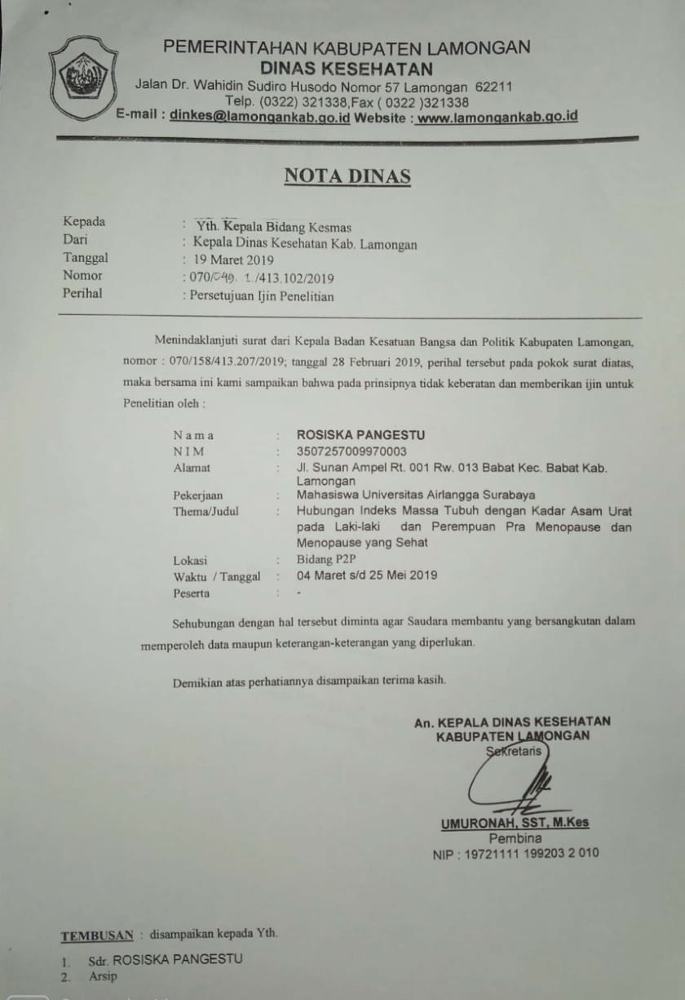 PEMERINTAHAN KABUPATEN LAMONGAN
DINAS KESEHATAN
Jalan Dr. Wahidin Sudiro Husodo Nomor 57 Lamongan 62211
Telp. (0322) 321338,Fax ( 0322 )321338
E-mail : dinkes@lamongankab.go.id Website : www.lamongankab.go.id
NOTA DINAS
Kepada : Yth. Kepala Bidang Kesmas
Dari : Kepala Dinas Kesehatan Kab. Lamongan
Tanggal : 19 Maret 2019
Nomor : 070/049. 1./413.102/2019
Perihal : Persetujuan Ijin Penelitian
Menindaklanjuti surat dari Kepala Badan Kesatuan Bangsa dan Politik Kabupaten Lamongan,
nomor : 070/158/413.207/2019; tanggal 28 Februari 2019, perihal tersebut pada pokok surat diatas,
maka bersama ini kami sampaikan bahwa pada prinsipnya tidak keberatan dan memberikan ijin untuk
Penelitian oleh :
N a m a : ROSISKA PANGESTU
N I M : 3507257009970003
Alamat : Jl. Sunan Ampel Rt. 001 Rw. 013 Babat Kec. Babat Kab.
Lamongan
Pekerjaan : Mahasiswa Universitas Airlangga Surabaya
Thema/Judul : Hubungan Indeks Massa Tubuh dengan Kadar Asam Urat
pada Laki-laki dan Perempuan Pra Menopause dan
Menopause yang Sehat
Lokasi : Bidang P2P
Waktu / Tanggal : 04 Maret s/d 25 Mei 2019
Peserta : -
Sehubungan dengan hal tersebut diminta agar Saudara membantu yang bersangkutan dalam
memperoleh data maupun keterangan-keterangan yang diperlukan.
Demikian atas perhatiannya disampaikan terima kasih.
An. KEPALA DINAS KESEHATAN
KABUPATEN LAMONGAN
Sekretaris
UMURONAH, SST, M.Kes
Pembina
NIP : 19721111 199203 2 010
TEMBUSAN : disampaikan kepada Yth.
1. Sdr. ROSISKA PANGESTU
2. Arsip